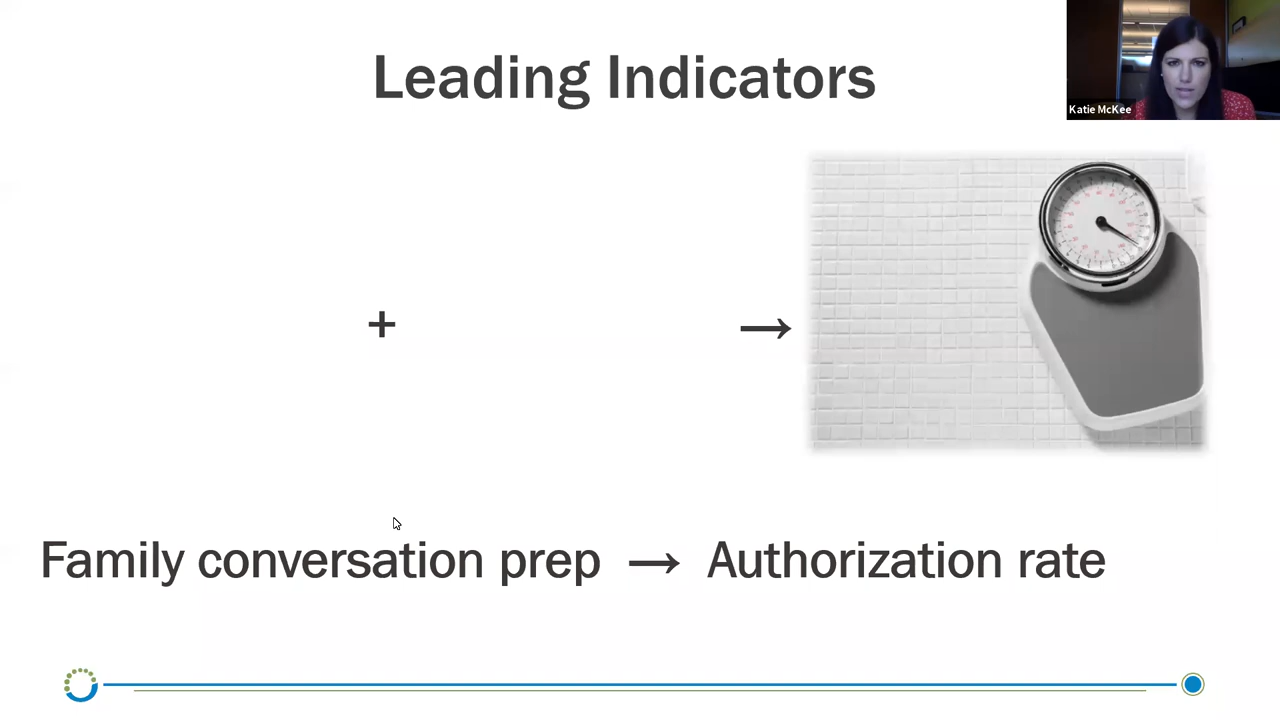 Leading Indicators
Katie McKee
+ →
Family conversation prep → Authorization rate